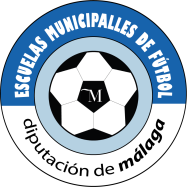 ESCUELAS MUNICIPALLES DE FÚTBOL
M
diputación de málaga